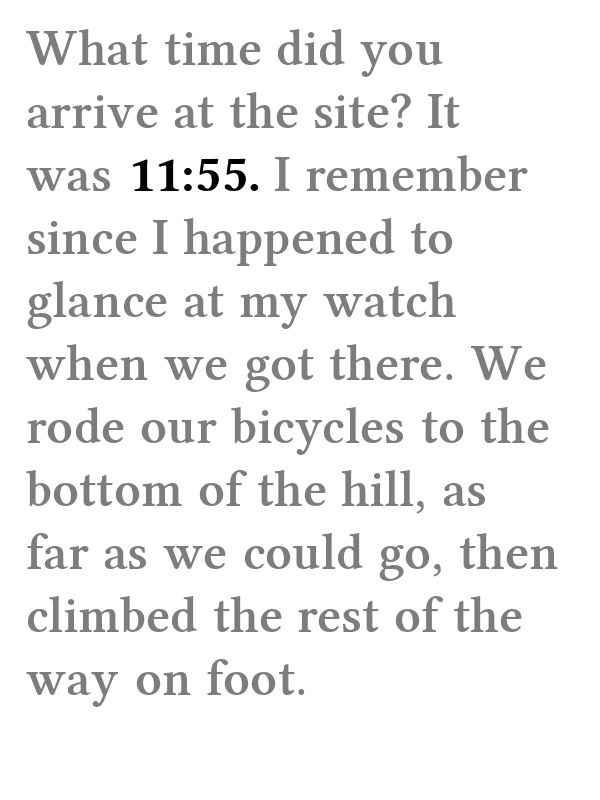 What time did you
arrive at the site? It
was 11:55. I remember
since I happened to
glance at my watch
when we got there. We
rode our bicycles to the
bottom of the hill, as
far as we could go, then
climbed the rest of the
way on foot.